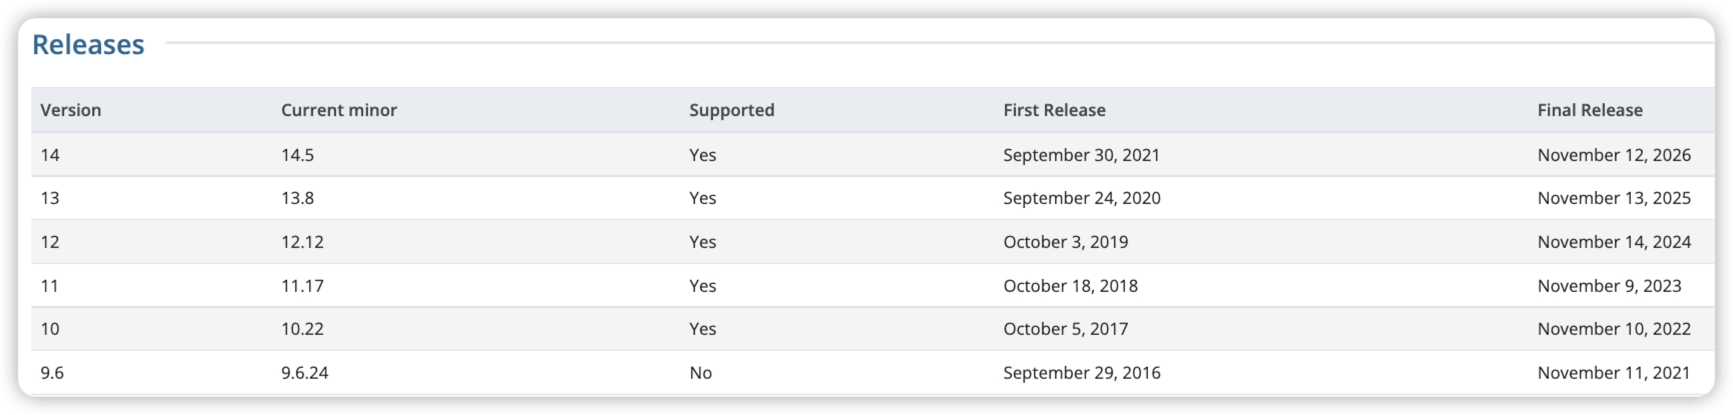 Releases
Version Current minor Supported First Release Final Release
14 14.5 Yes September 30, 2021 November 12, 2026
13 13.8 Yes September 24, 2020 November 13, 2025
12 12.12 Yes October 3, 2019 November 14, 2024
11 11.17 Yes October 18, 2018 November 9, 2023
10 10.22 Yes October 5, 2017 November 10, 2022
9.6 9.6.24 No September 29, 2016 November 11, 2021